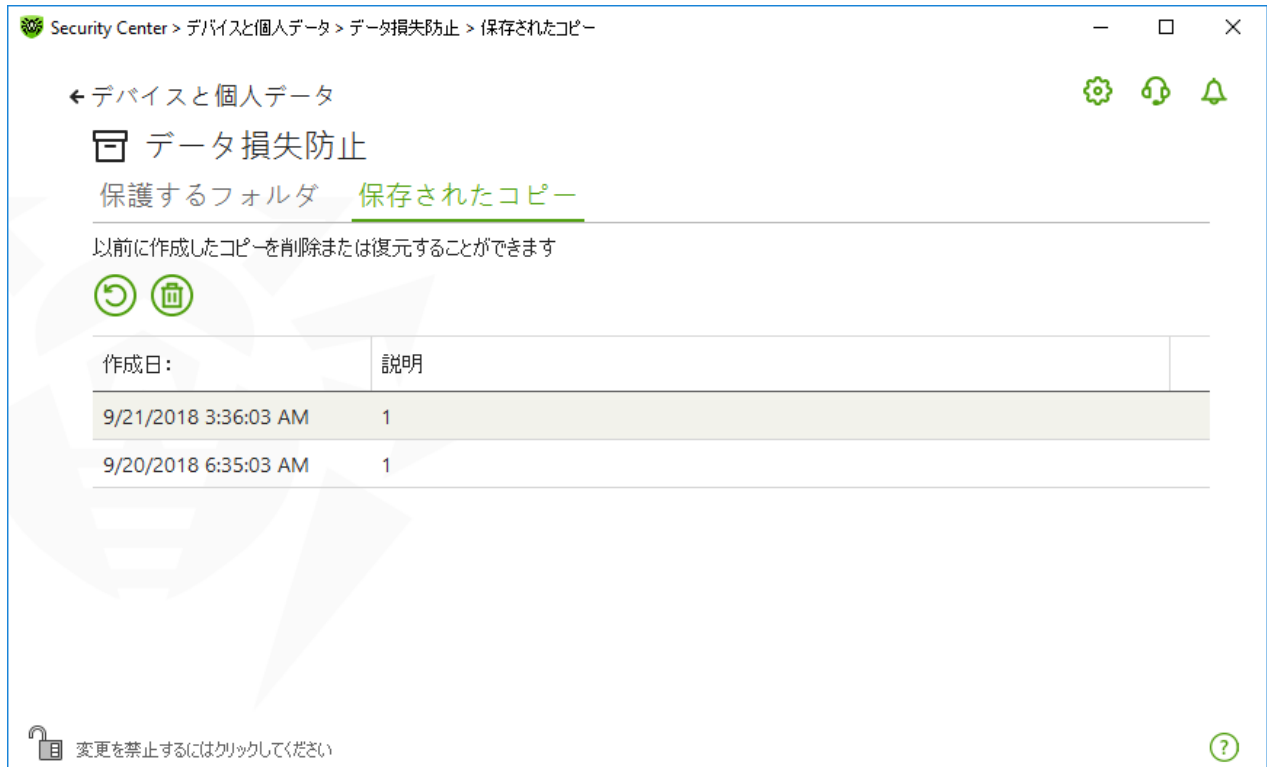 Security Center > デバイスと個人データ > データ損失防止 > 保存されたコピー
デバイスと個人データ
データ損失防止
保護するフォルダ 保存されたコピー
以前に作成したコピーを削除または復元することができます
作成日: 説明
9/21/2018 3:36:03 AM 1
9/20/2018 6:35:03 AM 1
変更を禁止するにはクリックしてください ?